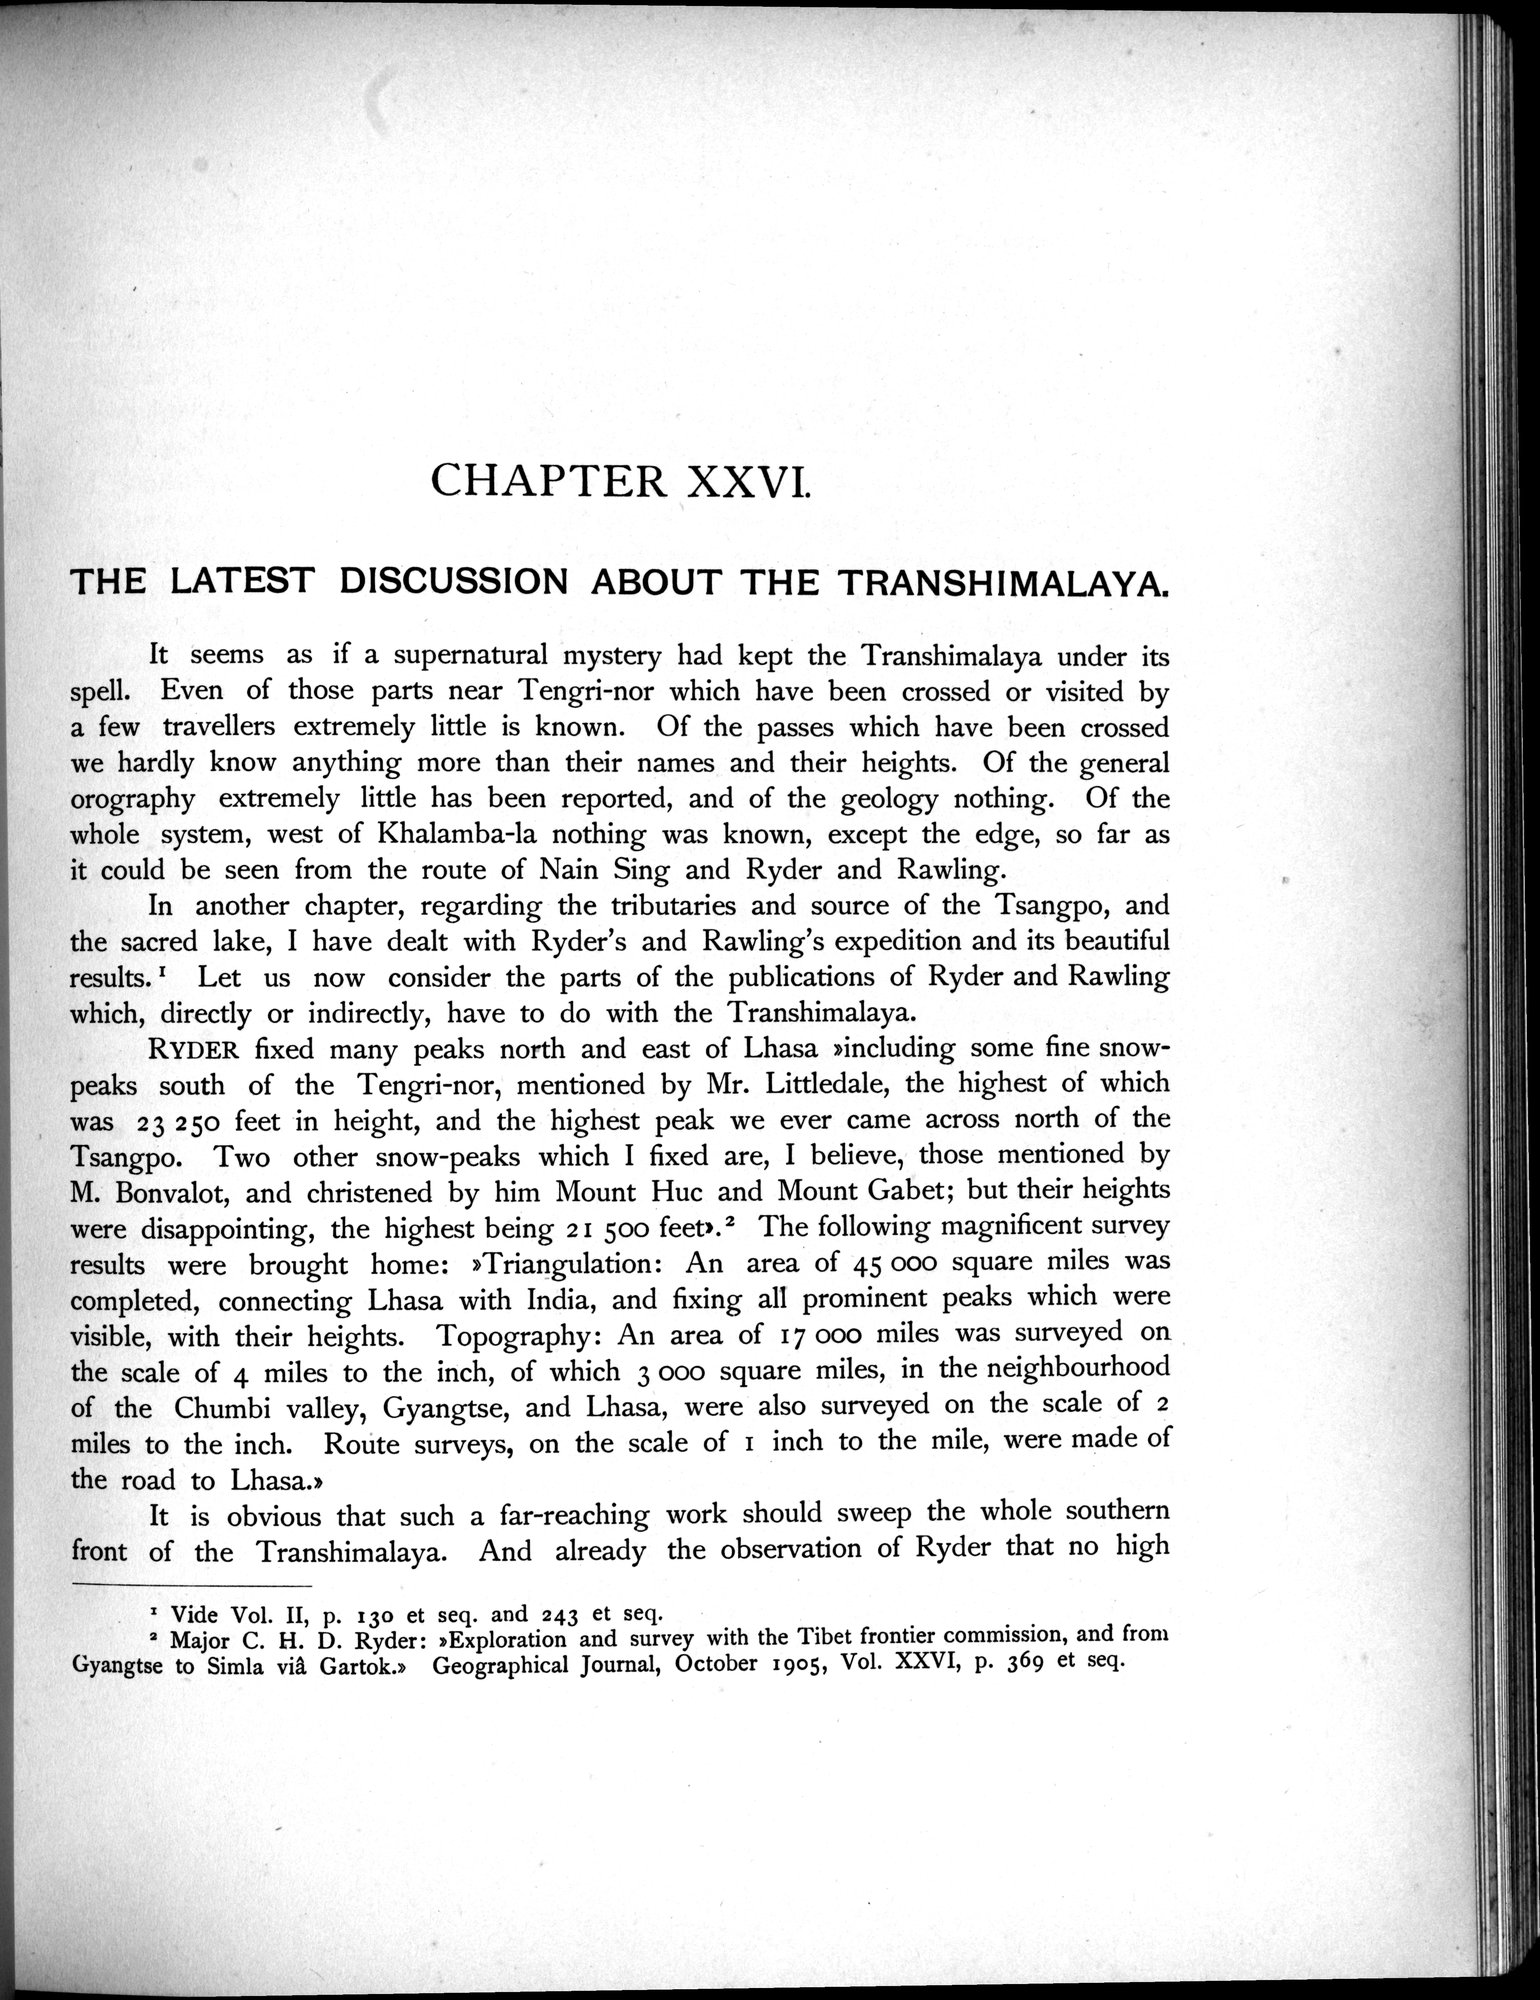 CHAPTER XXVI.
THE LATEST DISCUSSION ABOUT THE TRANSHIMALAYA.
It seems as if a supernatural mystery had kept the Transhimalaya under its
spell. Even of those parts near Tengri-nor which have been crossed or visited by
a few travellers extremely little is known. Of the passes which have been crossed
we hardly know anything more than their names and their heights. Of the general
orography extremely little has been reported, and of the geology nothing. Of the
whole system, west of Khalamba-la nothing was known, except the edge, so far as
it could be seen from the route of Nain Sing and Ryder and Rawling.
In another chapter, regarding the tributaries and source of the Tsangpo, and
the sacred lake, I have dealt with Ryder's and Rawling's expedition and its beautiful
results.¹ Let us now consider the parts of the publications of Ryder and Rawling
which, directly or indirectly, have to do with the Transhimalaya.
RYDER fixed many peaks north and east of Lhasa »including some fine snow-
peaks south of the Tengri-nor, mentioned by Mr. Littledale, the highest of which
was 23 250 feet in height, and the highest peak we ever came across north of the
Tsangpo. Two other snow-peaks which I fixed are, I believe, those mentioned by
M. Bonvalot, and christened by him Mount Huc and Mount Gabet; but their heights
were disappointing, the highest being 21 500 feet».² The following magnificent survey
results were brought home: »Triangulation: An area of 45 000 square miles was
completed, connecting Lhasa with India, and fixing all prominent peaks which were
visible, with their heights. Topography: An area of 17 000 miles was surveyed on
the scale of 4 miles to the inch, of which 3 000 square miles, in the neighbourhood
of the Chumbi valley, Gyangtse, and Lhasa, were also surveyed on the scale of 2
miles to the inch. Route surveys, on the scale of 1 inch to the mile, were made of
the road to Lhasa.»
It is obvious that such a far-reaching work should sweep the whole southern
front of the Transhimalaya. And already the observation of Ryder that no high
¹ Vide Vol. II, p. 130 et seq. and 243 et seq.
² Major C. H. D. Ryder: »Exploration and survey with the Tibet frontier commission, and from
Gyangtse to Simla viâ Gartok.» Geographical Journal, October 1905, Vol. XXVI, p. 369 et seq.